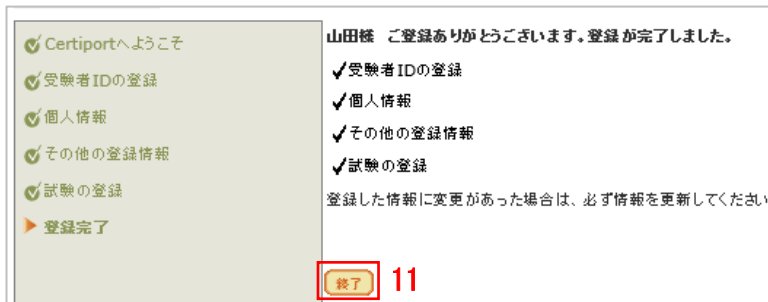 Certiportへようこそ
受験者IDの登録
個人情報
その他の登録情報
試験の登録
登録完了
山田様 ご登録ありがとうございます。登録が完了しました。
受験者IDの登録
個人情報
その他の登録情報
試験の登録
登録した情報に変更があった場合は、必ず情報を更新してください
終了 11